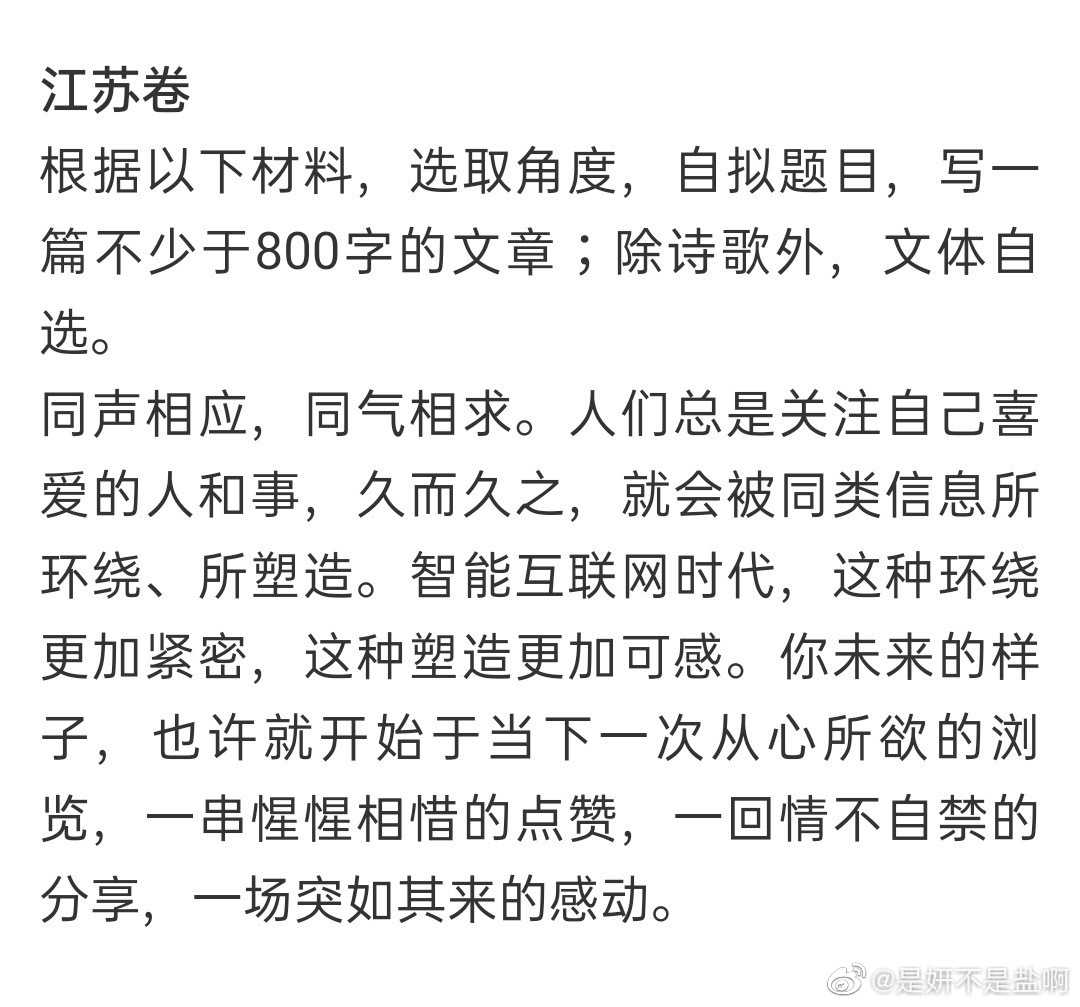 江苏卷
根据以下材料，选取角度，自拟题目，写一
篇不少于800字的文章；除诗歌外，文体自
选。
同声相应，同气相求。人们总是关注自己喜
爱的人和事，久而久之，就会被同类信息所
环绕、所塑造。智能互联网时代，这种环绕
更加紧密，这种塑造更加可感。你未来的样
子，也许就开始于当下一次从心所欲的浏
览，一串惺惺相惜的点赞，一回情不自禁的
分享，一场突如其来的感动。
@是妍不是盐啊